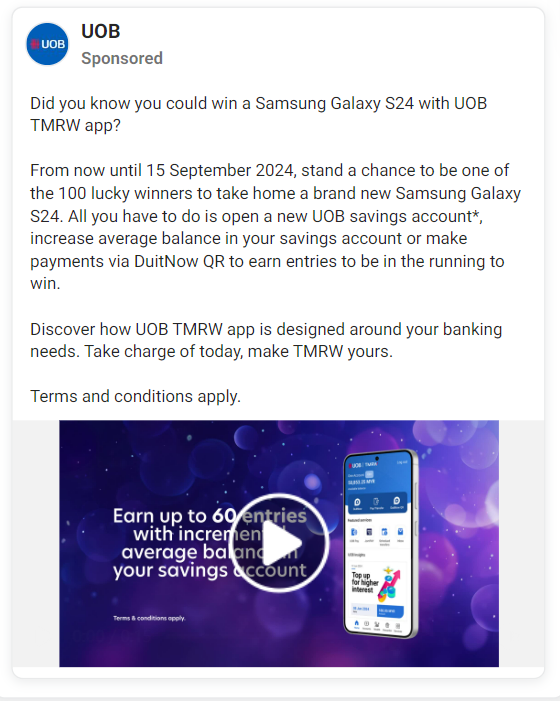 UOB
UOB
Sponsored
Did you know you could win a Samsung Galaxy S24 with UOB
TMRW app?
From now until 15 September 2024, stand a chance to be one of
the 100 lucky winners to take home a brand new Samsung Galaxy
S24. All you have to do is open a new UOB savings account*,
increase average balance in your savings account or make
payments via DuitNow QR to earn entries to be in the running to
win.
Discover how UOB TMRW app is designed around your banking
needs. Take charge of today, make TMRW yours.
Terms and conditions apply.
Earn up to 60 entries
with increment
average balance in
your savings account
Terms & conditions apply.
UOB TMRW
Featured services
UOB Insights
Top up
for higher
interest